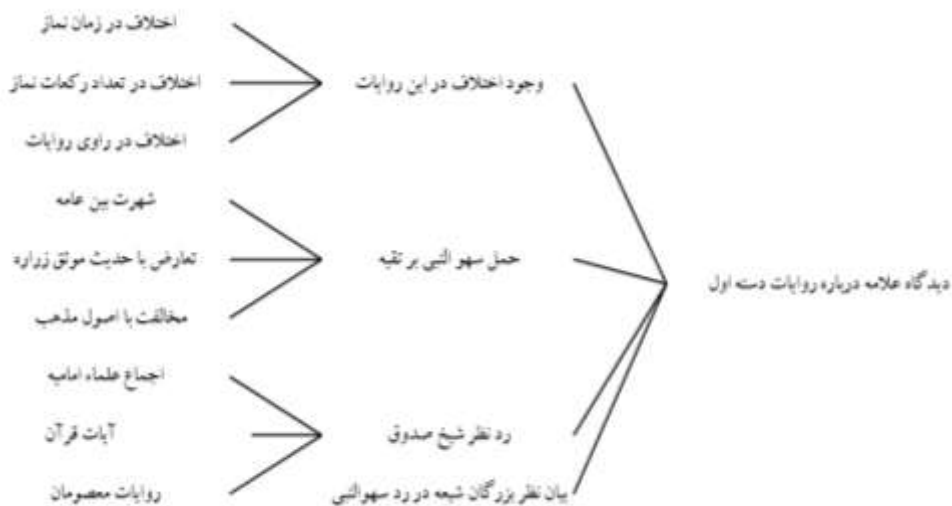 دیدگاه علامه درباره روایات دسته اول
وجود اختلاف در این روایات
اختلاف در زمان نماز
اختلاف در تعداد رکعات نماز
اختلاف در راوی روایات
حمل سهو النبی بر تقیه
شهرت بین عامه
تعارض با حدیث موثق زراره
مخالفت با اصول مذهب
رد نظر شیخ صدوق
اجماع علماء امامیه
آیات قرآن
روایات معصومان
بیان نظر بزرگان شیعه در رد سهوالنبی